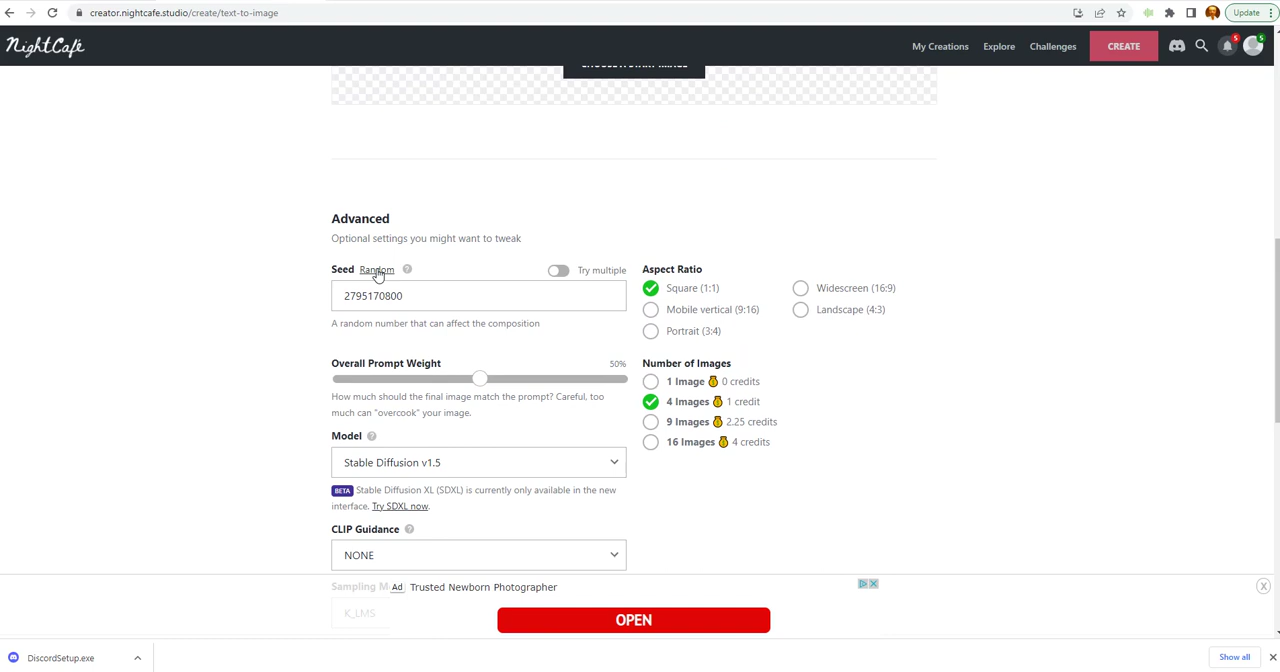 creator.nightcafe.studio/create/text-to-image
Update
NightCafé
My Creations
Explore
Challenges
CREATE
5
5
Advanced
Optional settings you might want to tweak
Seed Random ?
Try multiple
2795170800
A random number that can affect the composition
Aspect Ratio
Square (1:1)
Widescreen (16:9)
Mobile vertical (9:16)
Landscape (4:3)
Portrait (3:4)
Overall Prompt Weight
50%
How much should the final image match the prompt? Careful, too
much can "overcook" your image.
Number of Images
1 Image 0 credits
4 Images 1 credit
9 Images 2.25 credits
16 Images 4 credits
Model ?
Stable Diffusion v1.5
BETA Stable Diffusion XL (SDXL) is currently only available in the new
interface. Try SDXL now.
CLIP Guidance ?
NONE
Sampling M
Ad Trusted Newborn Photographer
K_LMS
OPEN
DiscordSetup.exe
Show all